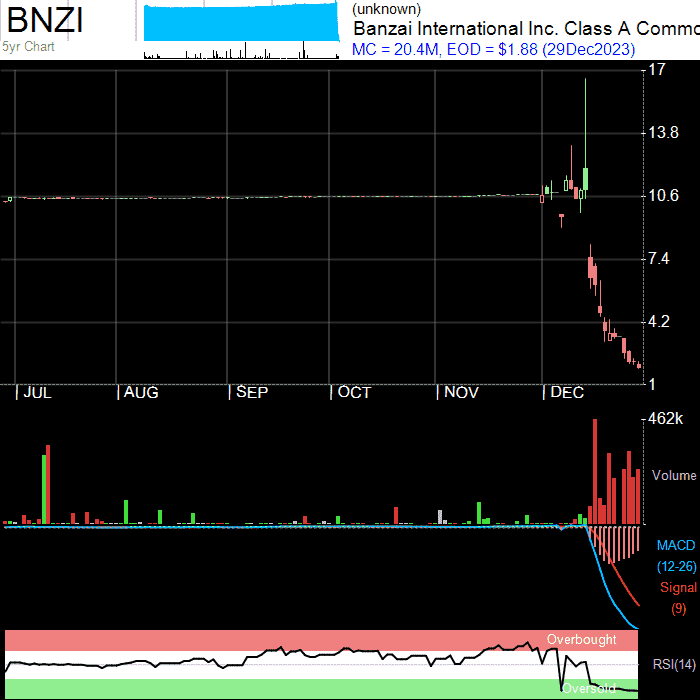 BNZI
5yr Chart
(unknown)
Banzai International Inc. Class A Commo
MC = 20.4M, EOD = $1.88 (29Dec2023)
17
13.8
10.6
7.4
4.2
1
JUL AUG SEP OCT NOV DEC
462k
Volume
MACD
(12-26)
Signal
(9)
Overbought
RSI(14)
Oversold